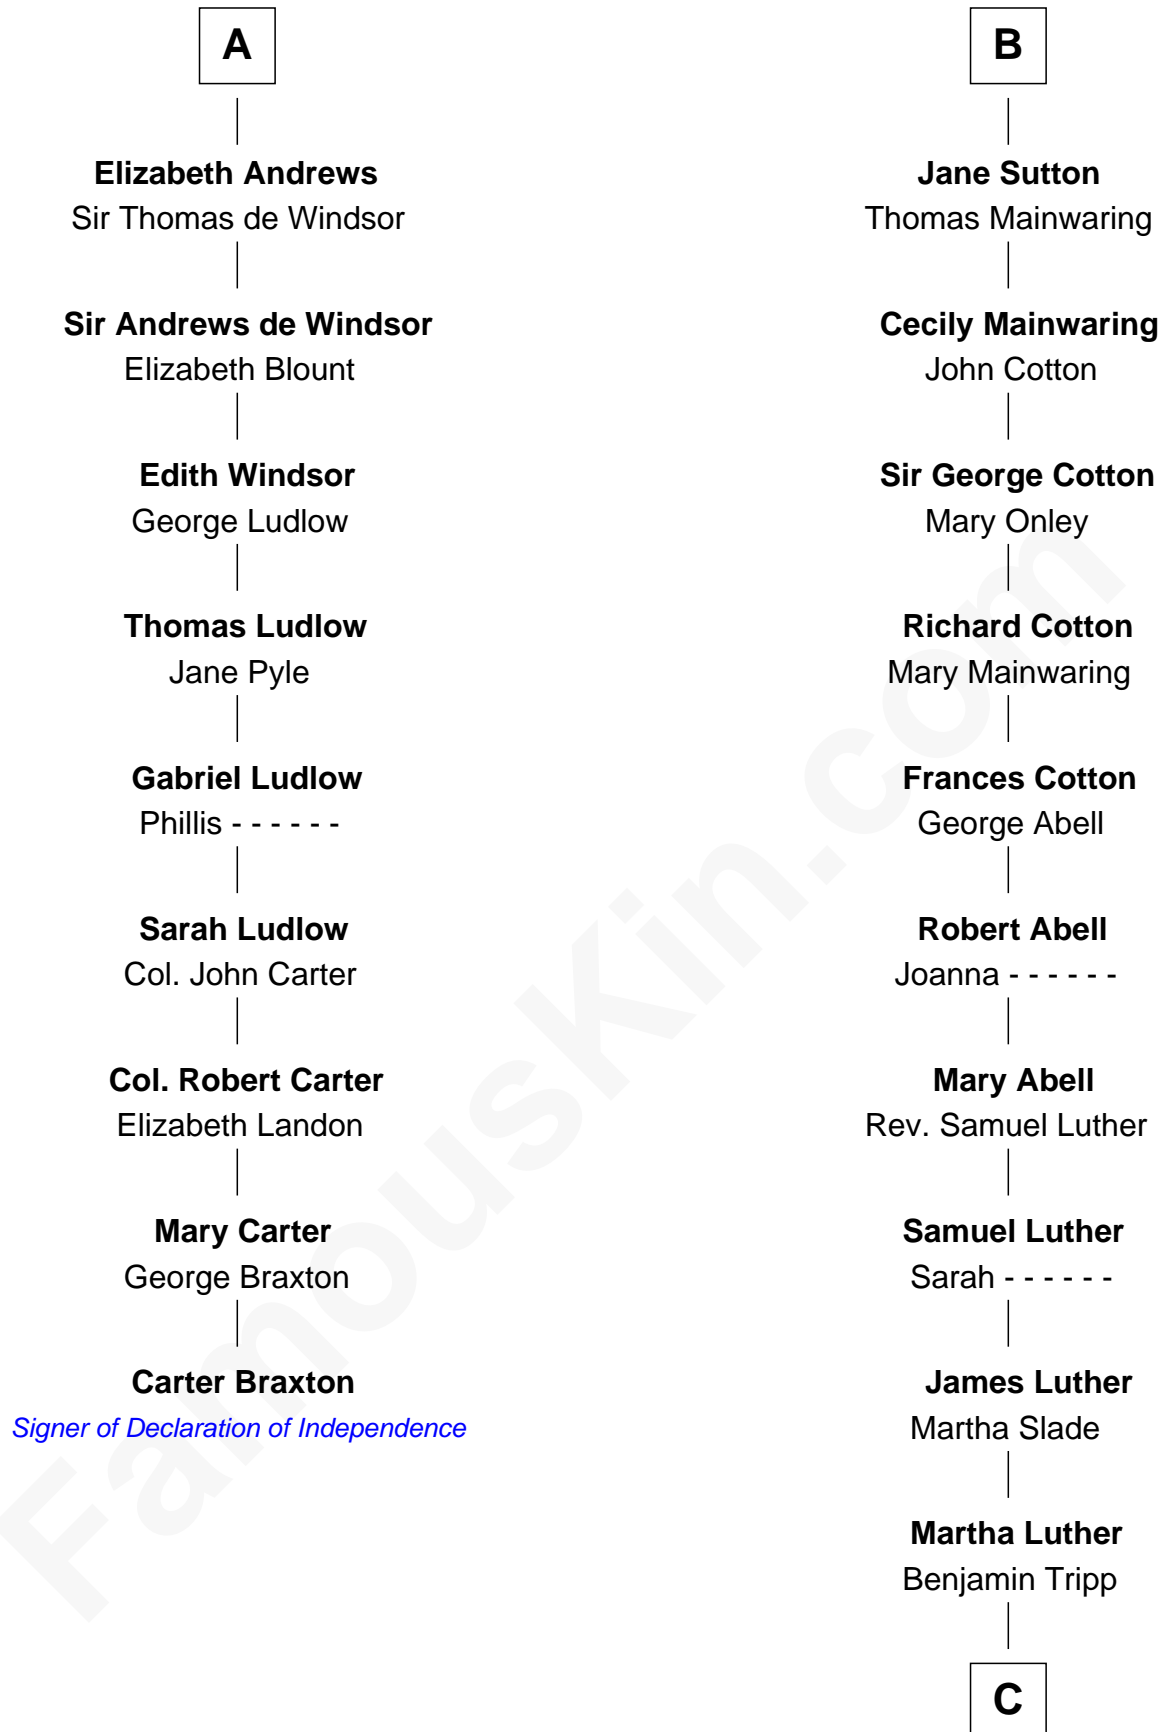 A
Elizabeth Andrews
Sir Thomas de Windsor
Sir Andrews de Windsor
Elizabeth Blount
Edith Windsor
George Ludlow
Thomas Ludlow
Jane Pyle
Gabriel Ludlow
Phillis - - - - - -
Sarah Ludlow
Col. John Carter
Col. Robert Carter
Elizabeth Landon
Mary Carter
George Braxton
Carter Braxton
Signer of Declaration of Independence
B
Jane Sutton
Thomas Mainwaring
Cecily Mainwaring
John Cotton
Sir George Cotton
Mary Onley
Richard Cotton
Mary Mainwaring
Frances Cotton
George Abell
Robert Abell
Joanna - - - - - -
Mary Abell
Rev. Samuel Luther
Samuel Luther
Sarah - - - - - -
James Luther
Martha Slade
Martha Luther
Benjamin Tripp
C
FamousKin.com